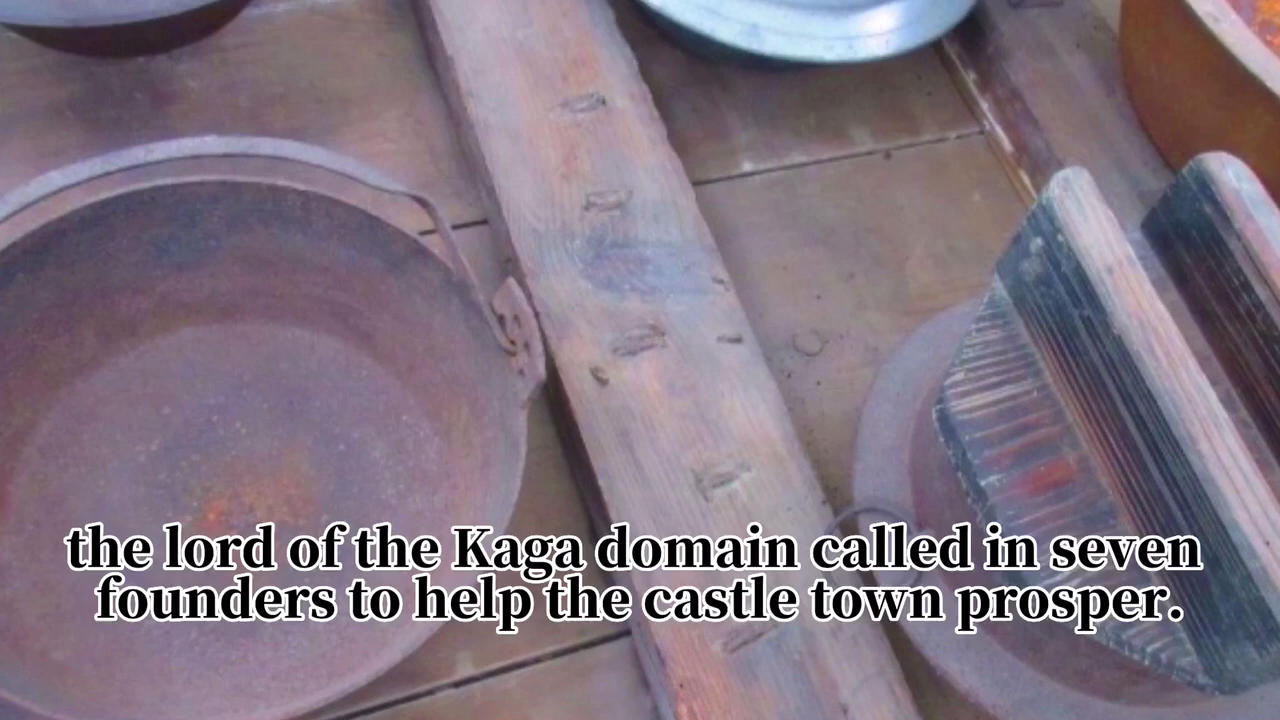 the lord of the Kaga domain called in seven
founders to help the castle town prosper.